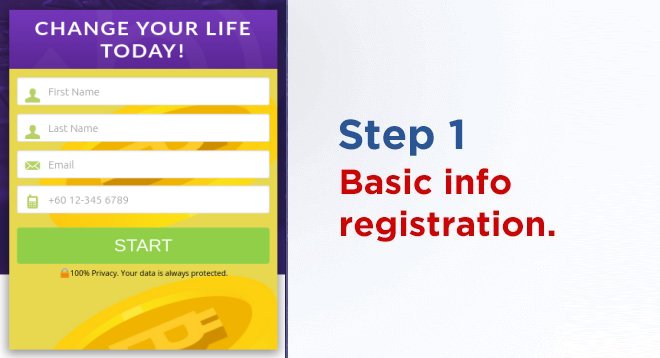 CHANGE YOUR LIFE
TODAY!
First Name
Last Name
Email
+60 12-345 6789
START
100% Privacy. Your data is always protected.
Step 1
Basic info
registration.